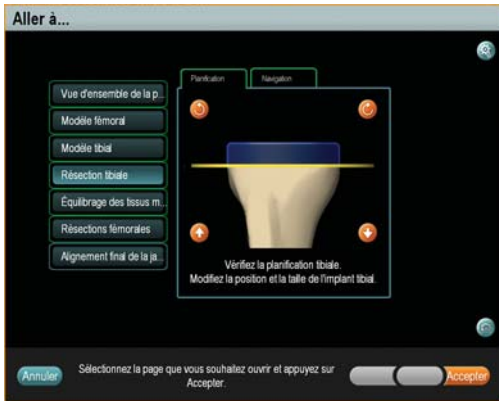 Aller à...
Planification
Navigation
Vue d'ensemble de la p...
Modèle fémoral
Modèle tibial
Résection tibiale
Équilibrage des tissus m...
Résections fémorales
Alignement final de la ja...
Vérifiez la planification tibiale.
Modifiez la position et la taille de l'implant tibial.
Annuler
Sélectionnez la page que vous souhaitez ouvrir et appuyez sur
Accepter.
Accepter